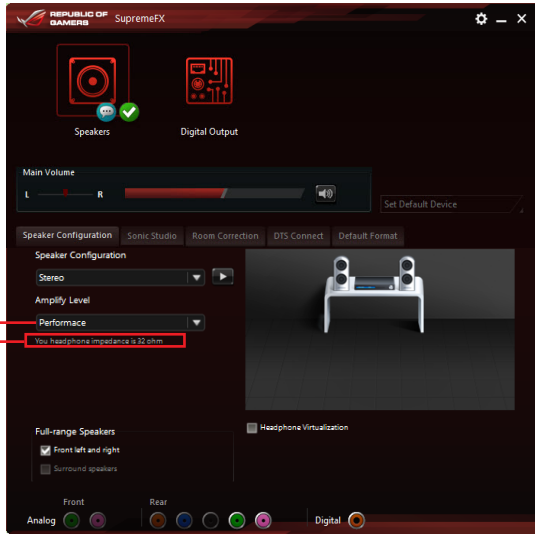 REPUBLIC OF
GAMERS
SupremeFX
Speakers
Digital Output
Main Volume
L
R
Set Default Device
Speaker Configuration
Sonic Studio
Room Correction
DTS Connect
Default Format
Speaker Configuration
Stereo
Amplify Level
Performace
You headphone impedance is 32 ohm
Headphone Virtualization
Full-range Speakers
Front left and right
Surround speakers
Front
Rear
Analog
Digital